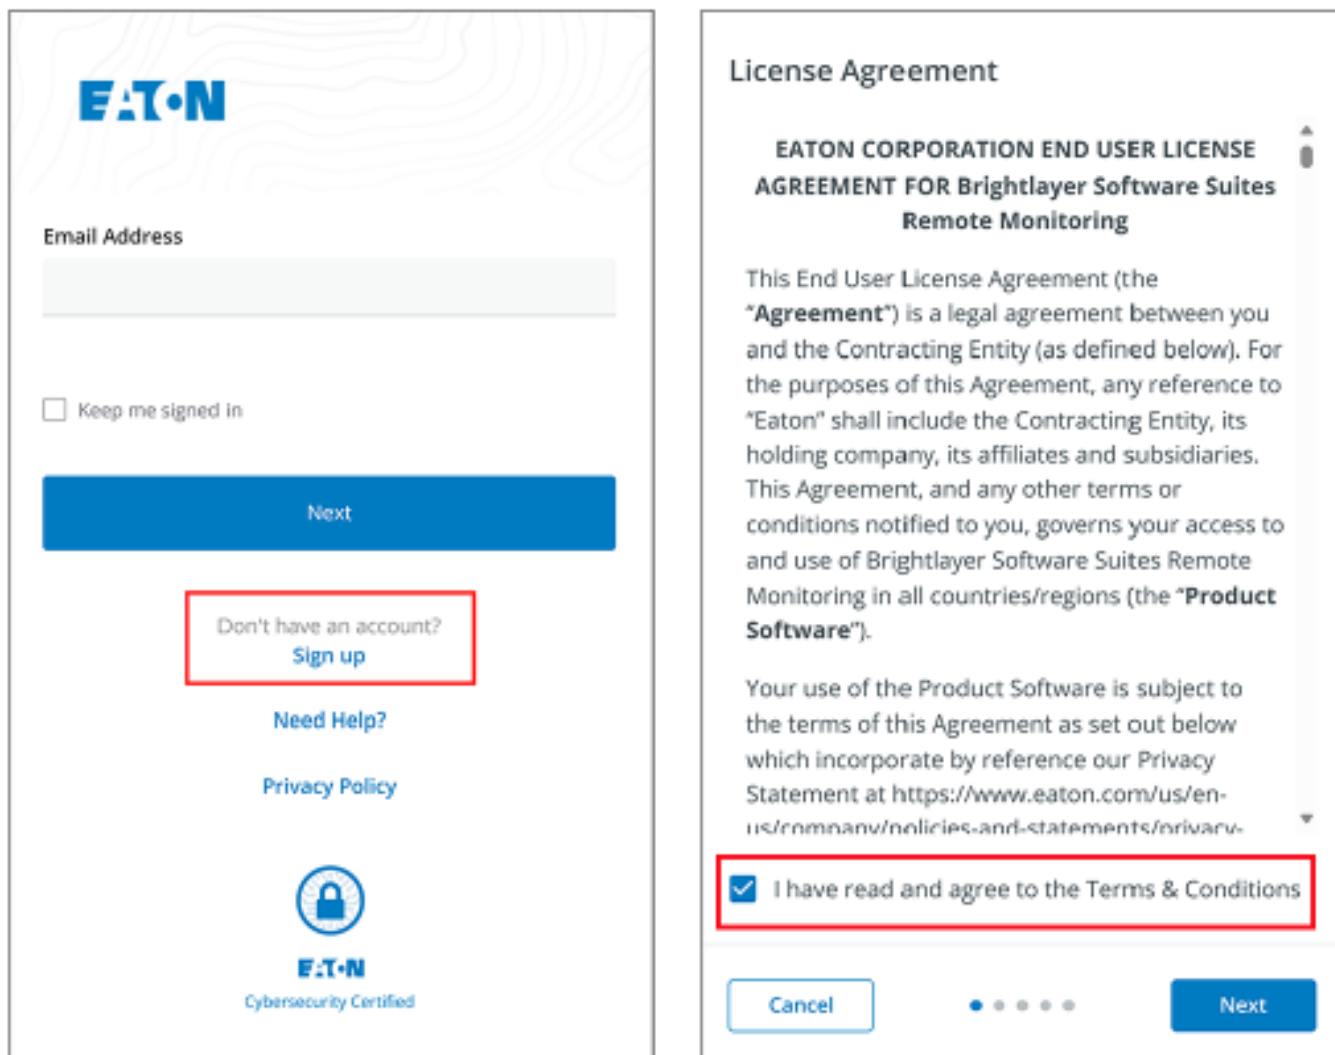 EATON
Email Address
Keep me signed in
Next
Don't have an account?
Sign up
Need Help?
Privacy Policy
EATON
Cybersecurity Certified
License Agreement
EATON CORPORATION END USER LICENSE
AGREEMENT FOR Brightlayer Software Suites
Remote Monitoring
This End User License Agreement (the
“Agreement”) is a legal agreement between you
and the Contracting Entity (as defined below). For
the purposes of this Agreement, any reference to
“Eaton” shall include the Contracting Entity, its
holding company, its affiliates and subsidiaries.
This Agreement, and any other terms or
conditions notified to you, governs your access to
and use of Brightlayer Software Suites Remote
Monitoring in all countries/regions (the “Product
Software”).
Your use of the Product Software is subject to
the terms of this Agreement as set out below
which incorporate by reference our Privacy
Statement at https://www.eaton.com/us/en-
us/company/policies-and-statements/privacy-
I have read and agree to the Terms & Conditions
Cancel
Next